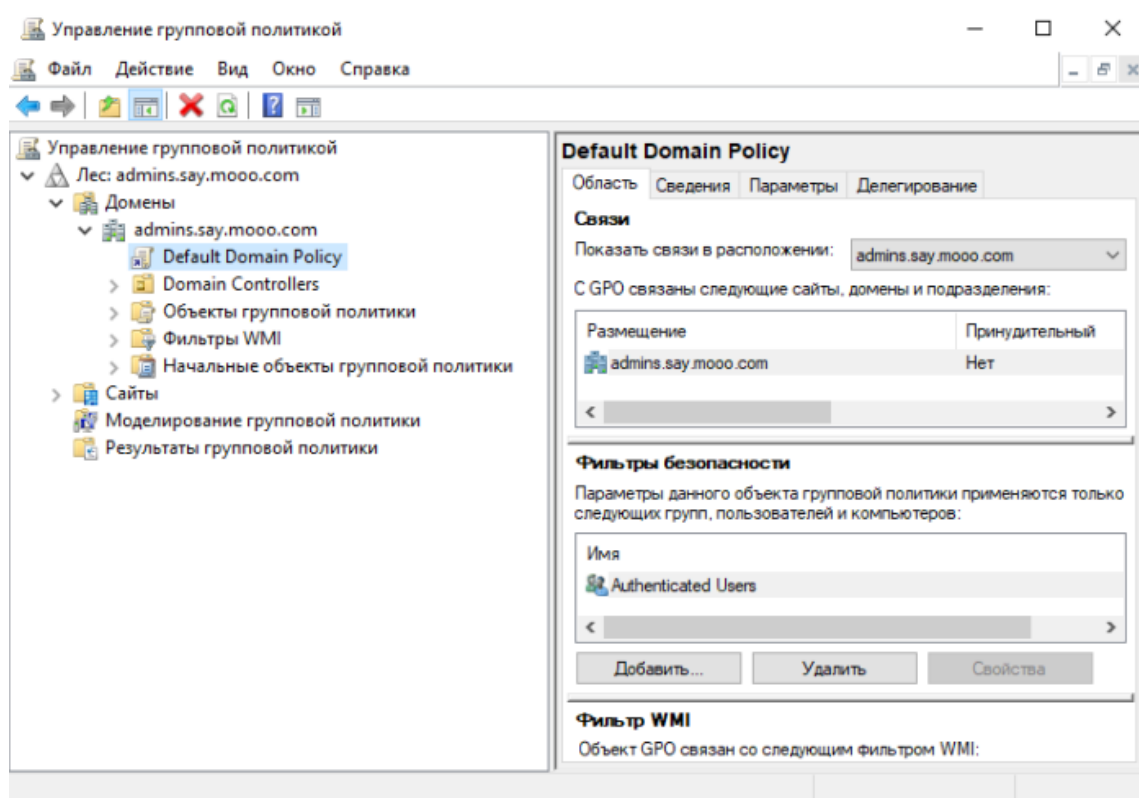 Управление групповой политикой
Файл Действие Вид Окно Справка
Управление групповой политикой
Лес: admins.say.mooo.com
Домены
admins.say.mooo.com
Default Domain Policy
Domain Controllers
Объекты групповой политики
Фильтры WMI
Начальные объекты групповой политики
Сайты
Моделирование групповой политики
Результаты групповой политики
Default Domain Policy
Область Сведения Параметры Делегирование
Связи
Показать связи в расположении: admins.say.mooo.com
С GPO связаны следующие сайты, домены и подразделения:
Размещение Принудительный
admins.say.mooo.com Нет
Фильтры безопасности
Параметры данного объекта групповой политики применяются только
следующих групп, пользователей и компьютеров:
Имя
Authenticated Users
Добавить... Удалить Свойства
Фильтр WMI
Объект GPO связан со следующим фильтром WMI: